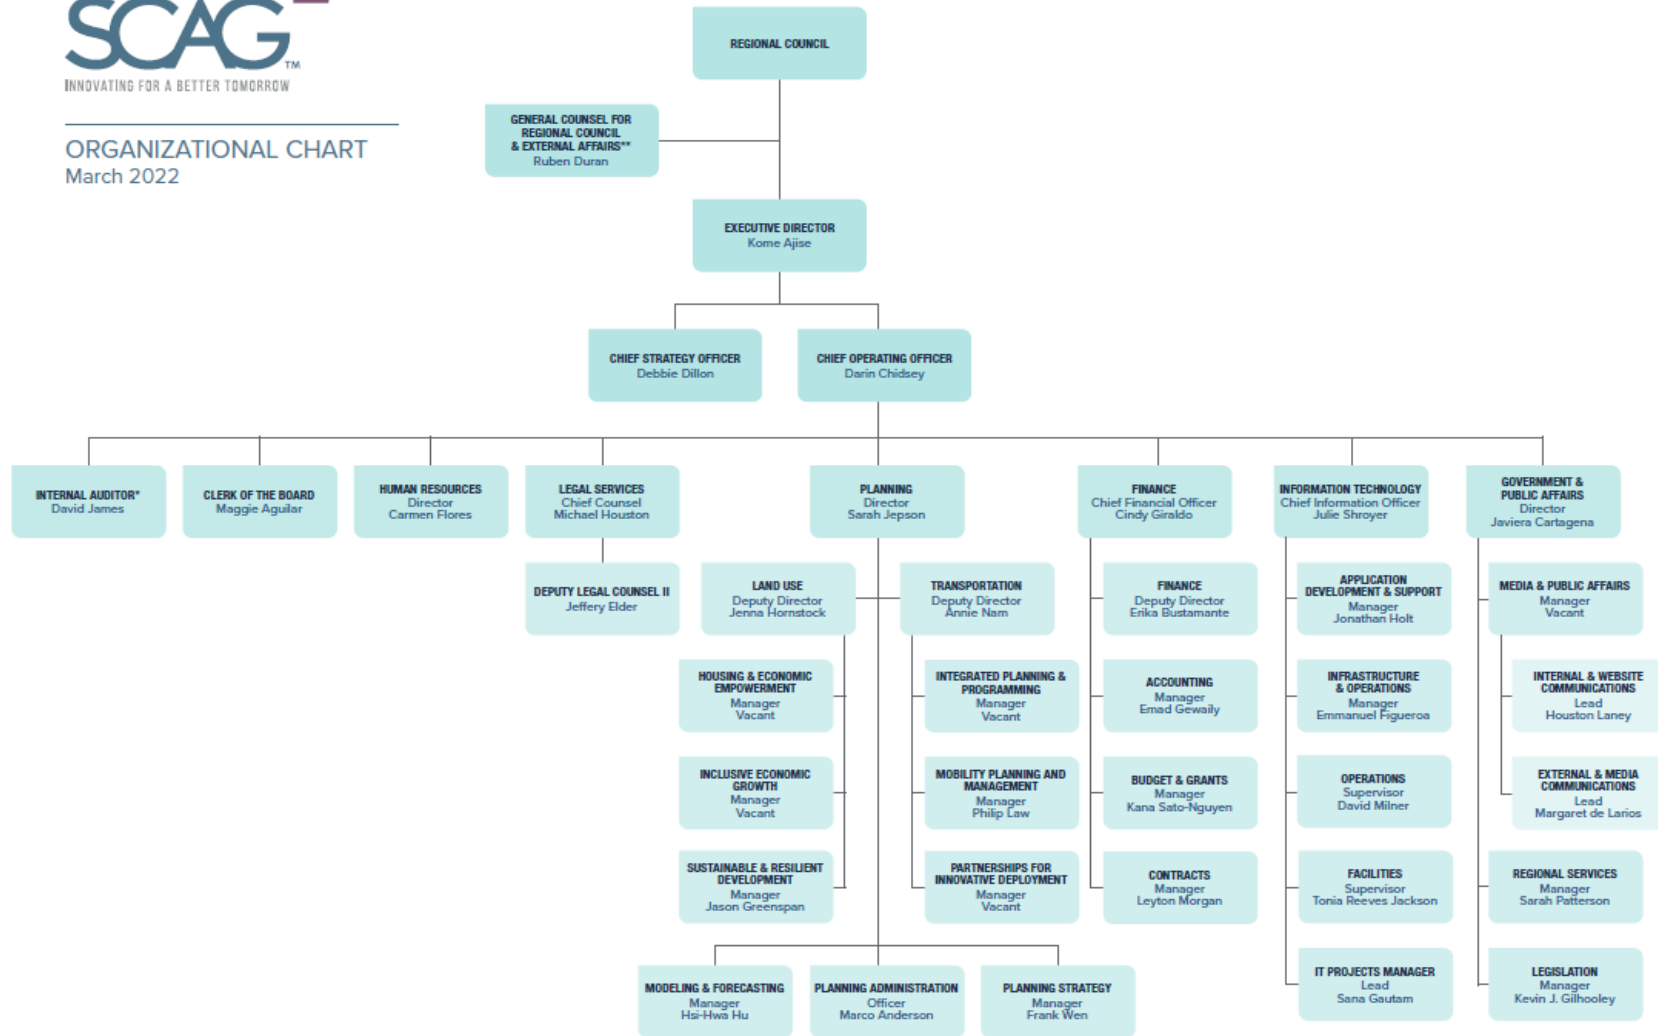 SCAG™
INNOVATING FOR A BETTER TOMORROW
ORGANIZATIONAL CHART
March 2022
REGIONAL COUNCIL
GENERAL COUNSEL FOR
REGIONAL COUNCIL
& EXTERNAL AFFAIRS**
Ruben Duran
EXECUTIVE DIRECTOR
Kome Ajise
CHIEF STRATEGY OFFICER
Debbie Dillon
CHIEF OPERATING OFFICER
Darin Chidsey
INTERNAL AUDITOR*
David James
CLERK OF THE BOARD
Maggie Aguilar
HUMAN RESOURCES
Director
Carmen Flores
LEGAL SERVICES
Chief Counsel
Michael Houston
DEPUTY LEGAL COUNSEL II
Jeffery Elder
PLANNING
Director
Sarah Jepson
LAND USE
Deputy Director
Jenna Hornstock
HOUSING & ECONOMIC
EMPOWERMENT
Manager
Vacant
INCLUSIVE ECONOMIC
GROWTH
Manager
Vacant
SUSTAINABLE & RESILIENT
DEVELOPMENT
Manager
Jason Greenspan
TRANSPORTATION
Deputy Director
Annie Nam
INTEGRATED PLANNING &
PROGRAMMING
Manager
Vacant
MOBILITY PLANNING AND
MANAGEMENT
Manager
Philip Law
PARTNERSHIPS FOR
INNOVATIVE DEPLOYMENT
Manager
Vacant
MODELING & FORECASTING
Manager
Hsi-Hwa Hu
PLANNING ADMINISTRATION
Officer
Marco Anderson
PLANNING STRATEGY
Manager
Frank Wen
FINANCE
Chief Financial Officer
Cindy Giraldo
FINANCE
Deputy Director
Erika Bustamante
ACCOUNTING
Manager
Emad Gewaily
BUDGET & GRANTS
Manager
Kana Sato-Nguyen
CONTRACTS
Manager
Leyton Morgan
INFORMATION TECHNOLOGY
Chief Information Officer
Julie Shroyer
APPLICATION
DEVELOPMENT & SUPPORT
Manager
Jonathan Holt
INFRASTRUCTURE
& OPERATIONS
Manager
Emmanuel Figueroa
OPERATIONS
Supervisor
David Milner
FACILITIES
Supervisor
Tonia Reeves Jackson
IT PROJECTS MANAGER
Lead
Sana Gautam
GOVERNMENT &
PUBLIC AFFAIRS
Director
Javiera Cartagena
MEDIA & PUBLIC AFFAIRS
Manager
Vacant
INTERNAL & WEBSITE
COMMUNICATIONS
Lead
Houston Laney
EXTERNAL & MEDIA
COMMUNICATIONS
Lead
Margaret de Larios
REGIONAL SERVICES
Manager
Sarah Patterson
LEGISLATION
Manager
Kevin J. Gilhooley